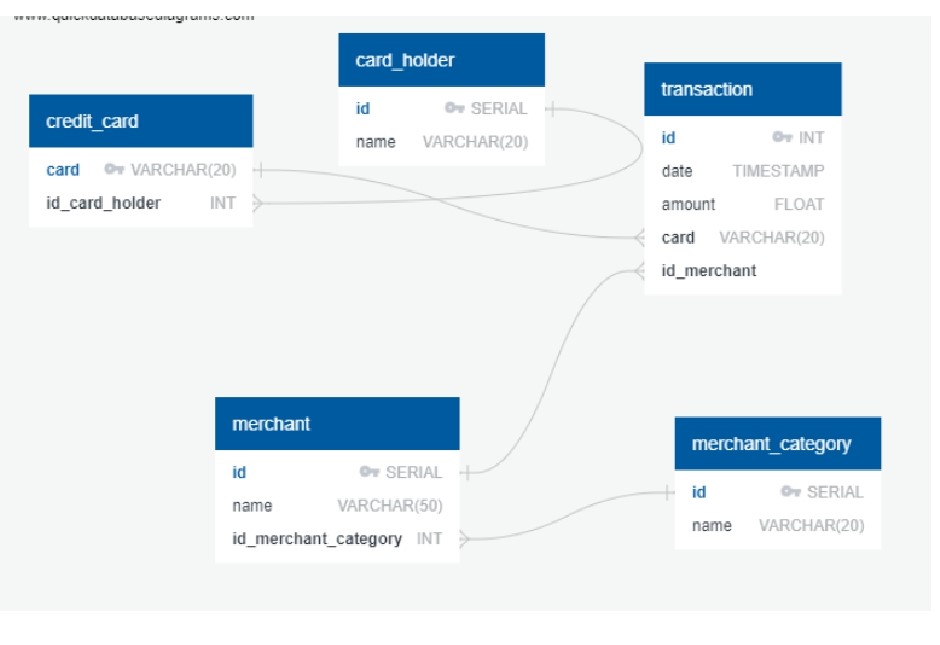 www.quickdatabasediagrams.com
card_holder
id SERIAL
name VARCHAR(20)
transaction
id INT
date TIMESTAMP
amount FLOAT
card VARCHAR(20)
id_merchant
credit_card
card VARCHAR(20)
id_card_holder INT
merchant
id SERIAL
name VARCHAR(50)
id_merchant_category INT
merchant_category
id SERIAL
name VARCHAR(20)